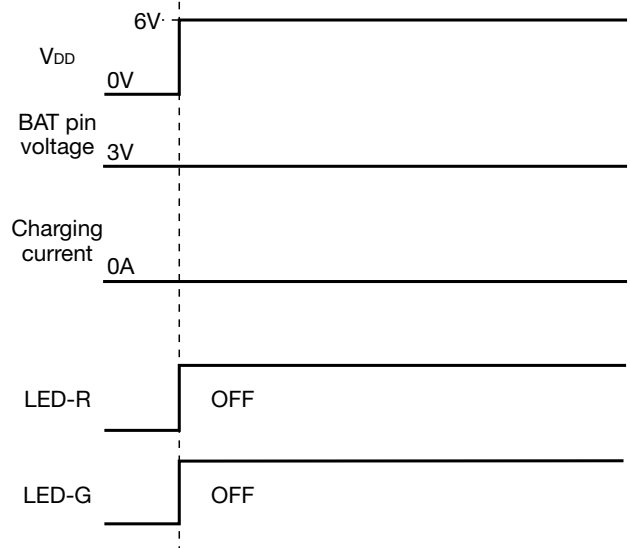 6V
VDD
0V
BAT pin
voltage
3V
Charging
current
0A
LED-R
OFF
LED-G
OFF